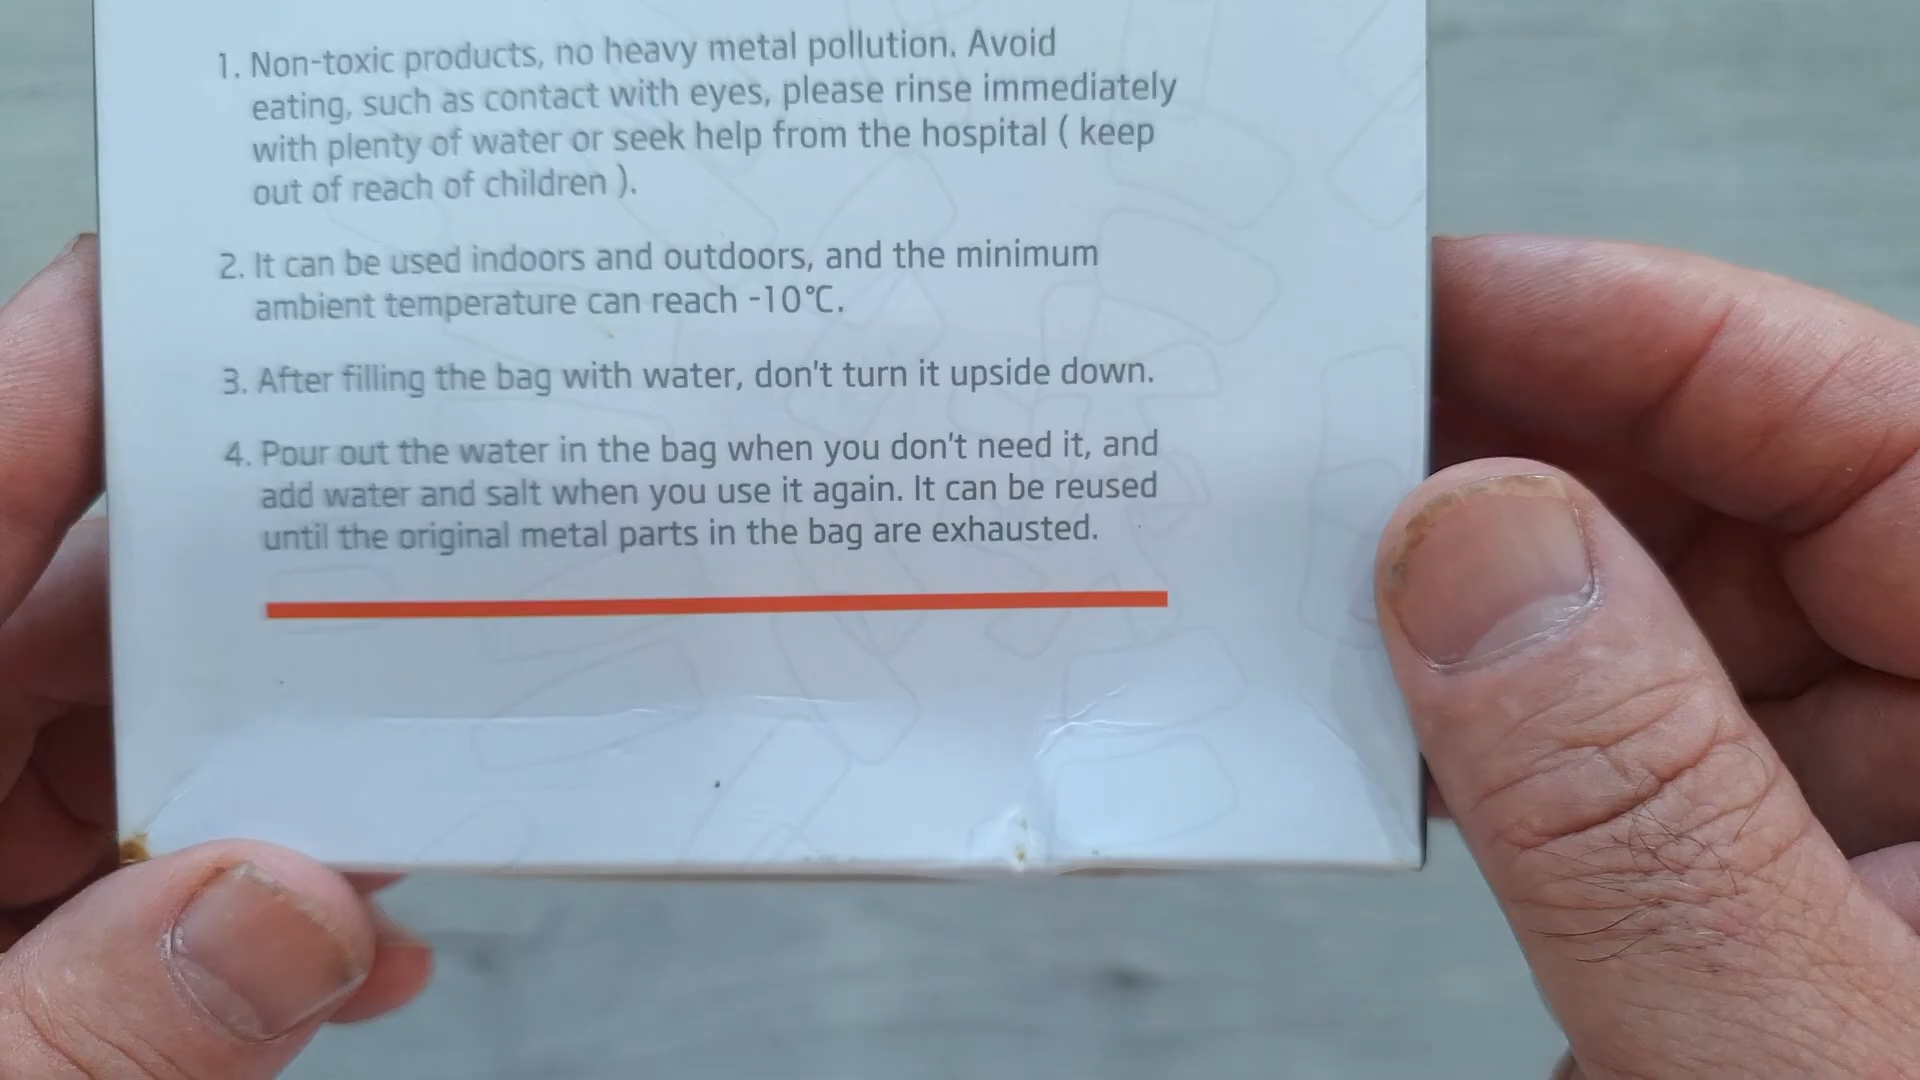 1. Non-toxic products, no heavy metal pollution. Avoid
eating, such as contact with eyes, please rinse immediately
with plenty of water or seek help from the hospital ( keep
out of reach of children ).
2. It can be used indoors and outdoors, and the minimum
ambient temperature can reach -10℃.
3. After filling the bag with water, don't turn it upside down.
4. Pour out the water in the bag when you don't need it, and
add water and salt when you use it again. It can be reused
until the original metal parts in the bag are exhausted.